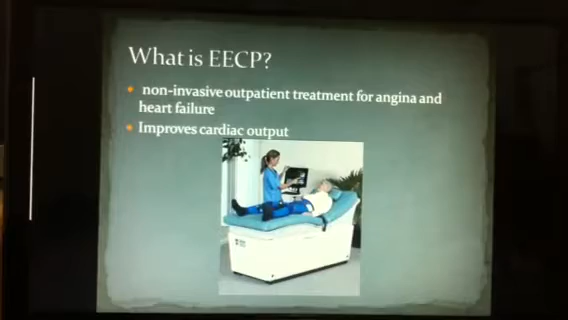 What is EECP?
non-invasive outpatient treatment for angina and
heart failure
Improves cardiac output